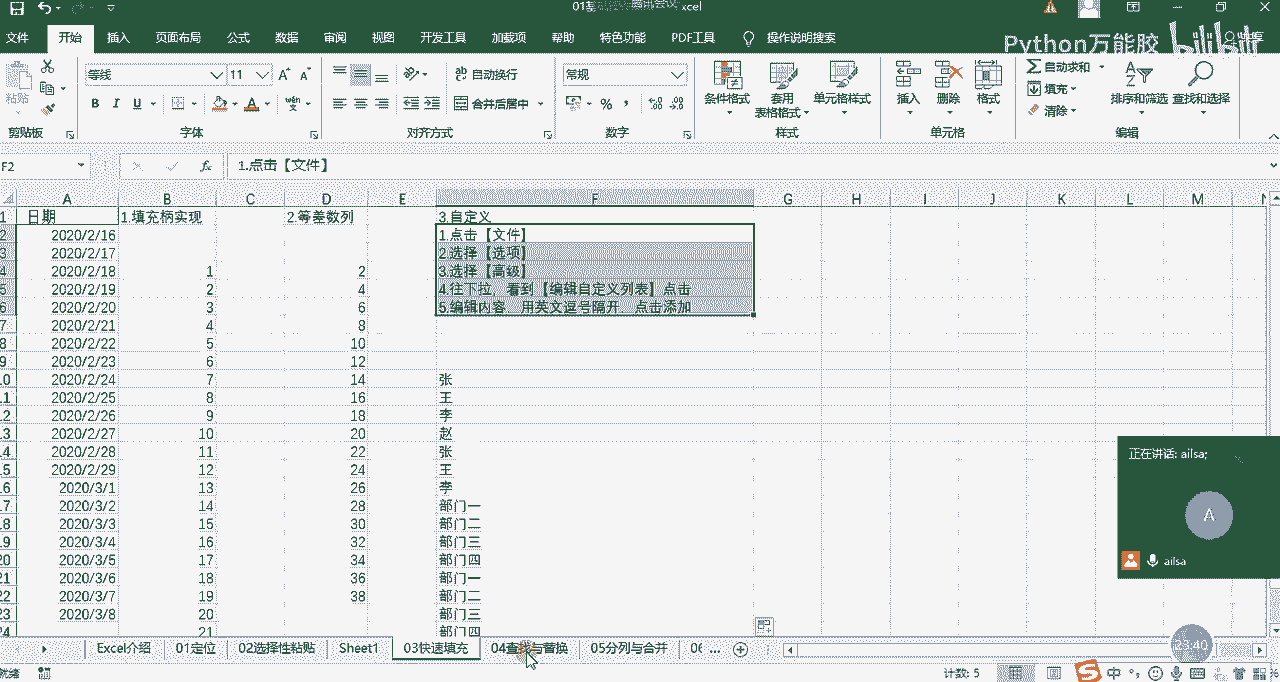 xcel
文件 开始 插入 页面布局 公式 数据 审阅 视图 开发工具 加载项 帮助 特色功能 PDF工具 操作说明搜索
Python万能胶 bilibili
粘贴 等线 11 自动换行 常规 条件格式 套用表格格式 单元格样式 插入 删除 格式 自动求和 填充 清除 排序和筛选 查找和选择
B I U 合并后居中
剪贴板 字体 对齐方式 数字 样式 单元格 编辑
F2 fx 1.点击【文件】
A B C D E F G H I J K L M
1 日期 1.填充柄实现 2.等差数列 3.自定义
2 2020/2/16 1.点击【文件】
3 2020/2/17 2.选择【选项】
4 2020/2/18 1 2 3.选择【高级】
5 2020/2/19 2 4 4.往下拉，看到【编辑自定义列表】点击
6 2020/2/20 3 6 5.编辑内容，用英文逗号隔开，点击添加
7 2020/2/21 4 8
8 2020/2/22 5 10
9 2020/2/23 6 12
10 2020/2/24 7 14 张
11 2020/2/25 8 16 王
12 2020/2/26 9 18 李
13 2020/2/27 10 20 赵
14 2020/2/28 11 22 张
15 2020/2/29 12 24 王
16 2020/3/1 13 26 李
17 2020/3/2 14 28 部门一
18 2020/3/3 15 30 部门二
19 2020/3/4 16 32 部门三
20 2020/3/5 17 34 部门四
21 2020/3/6 18 36 部门一
22 2020/3/7 19 38 部门二
23 2020/3/8 20 部门三
24 21 部门四
正在讲话: ailsa;
A
ailsa
Excel介绍 01定位 02选择性粘贴 Sheet1 03快速填充 04查找与替换 05分列与合并 06 ...
23:40
就绪 计数: 5 中